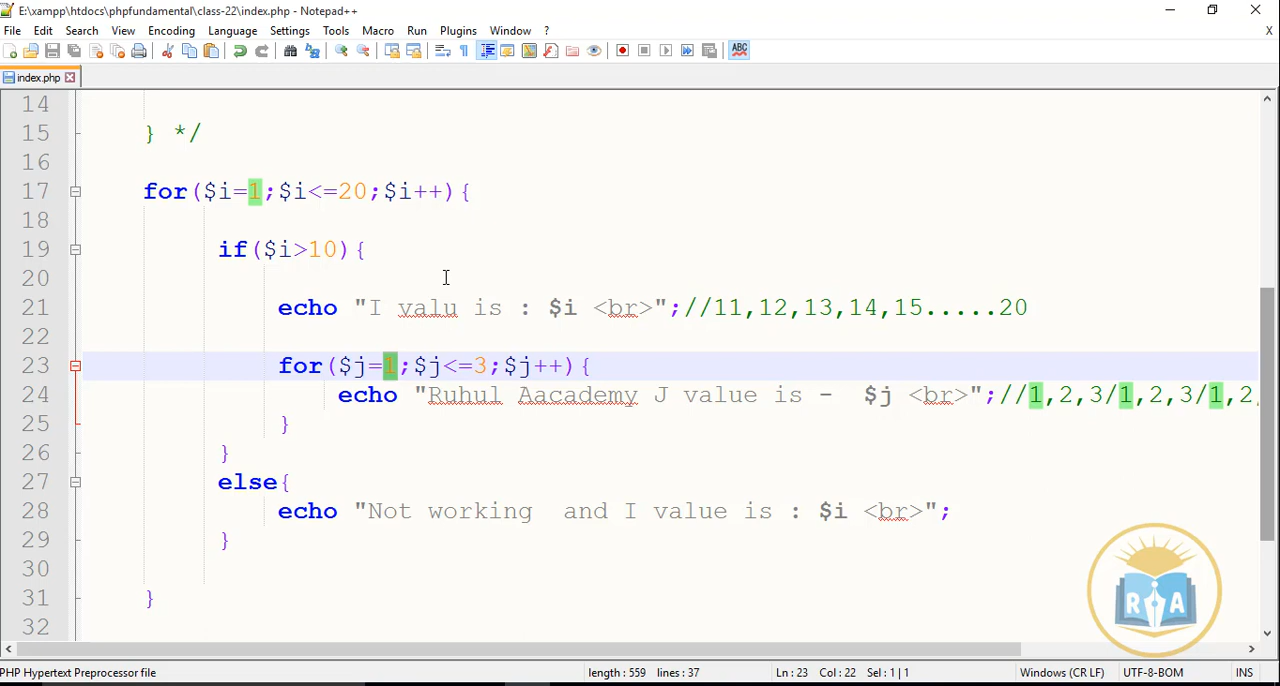 E:\xampp\htdocs\phpfundamental\class-22\index.php - Notepad++
File Edit Search View Encoding Language Settings Tools Macro Run Plugins Window ? X
ABC
index.php
14
15 } */
16
17 for($i=1;$i<=20;$i++){
18
19 if($i>10){
20
21 echo "I valu is : $i <br>";//11,12,13,14,15.....20
22
23 for($j=1;$j<=3;$j++){
24 echo "Ruhul Aacademy J value is - $j <br>";//1,2,3/1,2,3/1,2,
25 }
26 }
27 else{
28 echo "Not working and I value is : $i <br>";
29 }
30
31 }
32
R A
PHP Hypertext Preprocessor file length : 559 lines : 37 Ln : 23 Col : 22 Sel : 1 | 1 Windows (CR LF) UTF-8-BOM INS